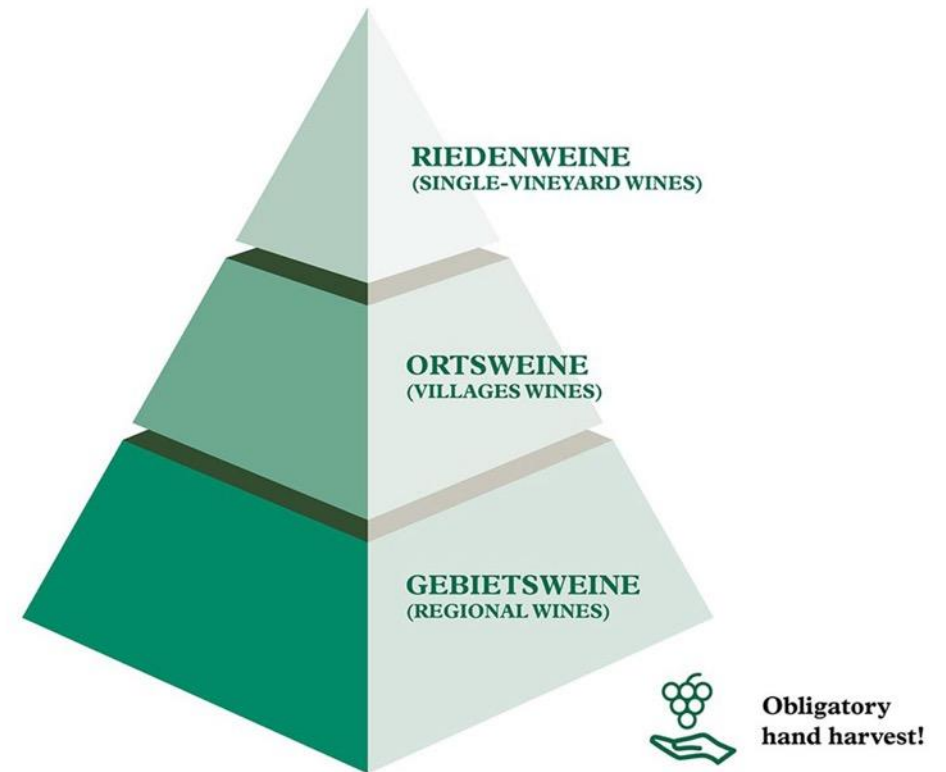 RIEDENWEINE
(SINGLE-VINEYARD WINES)
ORTSWEINE
(VILLAGES WINES)
GEBIETSWEINE
(REGIONAL WINES)
Obligatory
hand harvest!